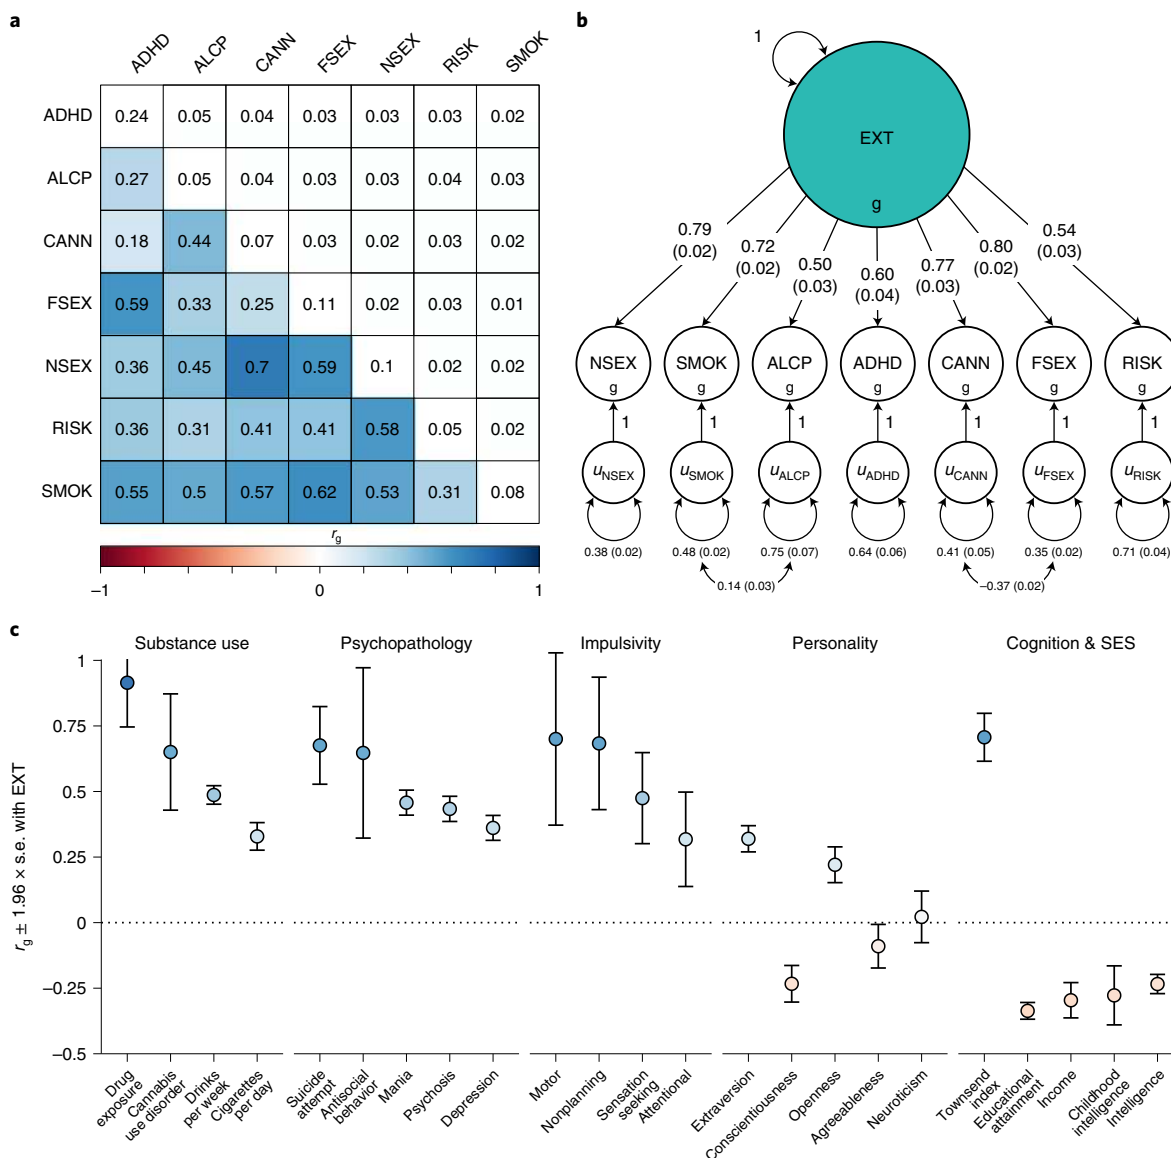 a
ADHD ALCP CANN FSEX NSEX RISK SMOK
ADHD 0.24 0.05 0.04 0.03 0.03 0.03 0.02
ALCP 0.27 0.05 0.04 0.03 0.03 0.04 0.03
CANN 0.18 0.44 0.07 0.03 0.02 0.03 0.02
FSEX 0.59 0.33 0.25 0.11 0.02 0.03 0.01
NSEX 0.36 0.45 0.7 0.59 0.1 0.02 0.02
RISK 0.36 0.31 0.41 0.41 0.58 0.05 0.02
SMOK 0.55 0.5 0.57 0.62 0.53 0.31 0.08
rg
−1 0 1
b
1
EXT
g
0.79 (0.02)
0.72 (0.02)
0.50 (0.03)
0.60 (0.04)
0.77 (0.03)
0.80 (0.02)
0.54 (0.03)
NSEX SMOK ALCP ADHD CANN FSEX RISK
g g g g g g g
1 1 1 1 1 1 1
uNSEX uSMOK uALCP uADHD uCANN uFSEX uRISK
0.38 (0.02) 0.48 (0.02) 0.75 (0.07) 0.64 (0.06) 0.41 (0.05) 0.35 (0.02) 0.71 (0.04)
0.14 (0.03) −0.37 (0.02)
c
Substance use Psychopathology Impulsivity Personality Cognition & SES
rg ± 1.96 × s.e. with EXT
1
0.75
0.5
0.25
0
−0.25
−0.5
Drug exposure
Cannabis use disorder
Drinks per week
Cigarettes per day
Suicide attempt
Antisocial behavior
Mania
Psychosis
Depression
Motor
Nonplanning
Sensation seeking
Attentional
Extraversion
Conscientiousness
Openness
Agreeableness
Neuroticism
Townsend index
Educational attainment
Income
Childhood intelligence
Intelligence